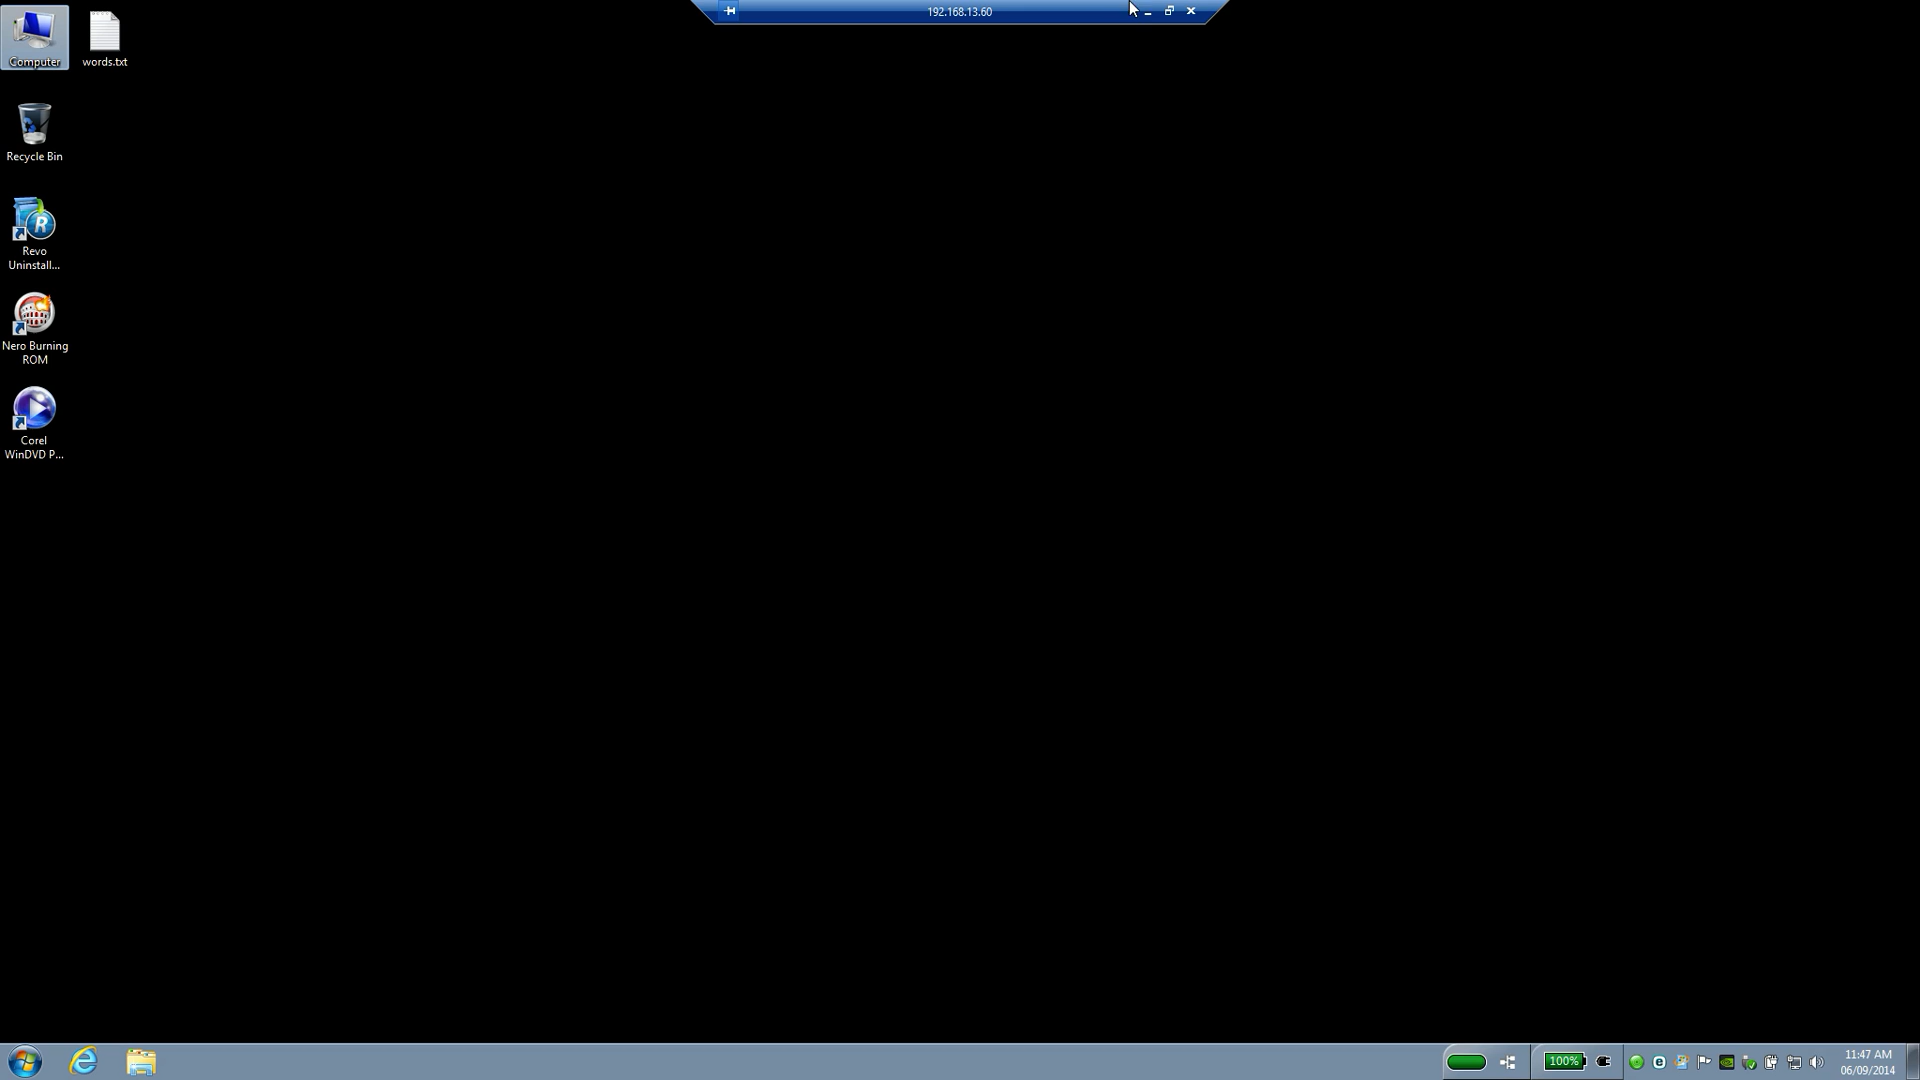 192.168.13.60
Computer
words.txt
Recycle Bin
Revo
Uninstall...
Nero Burning
ROM
Corel
WinDVD P...
100%
11:47 AM
06/09/2014